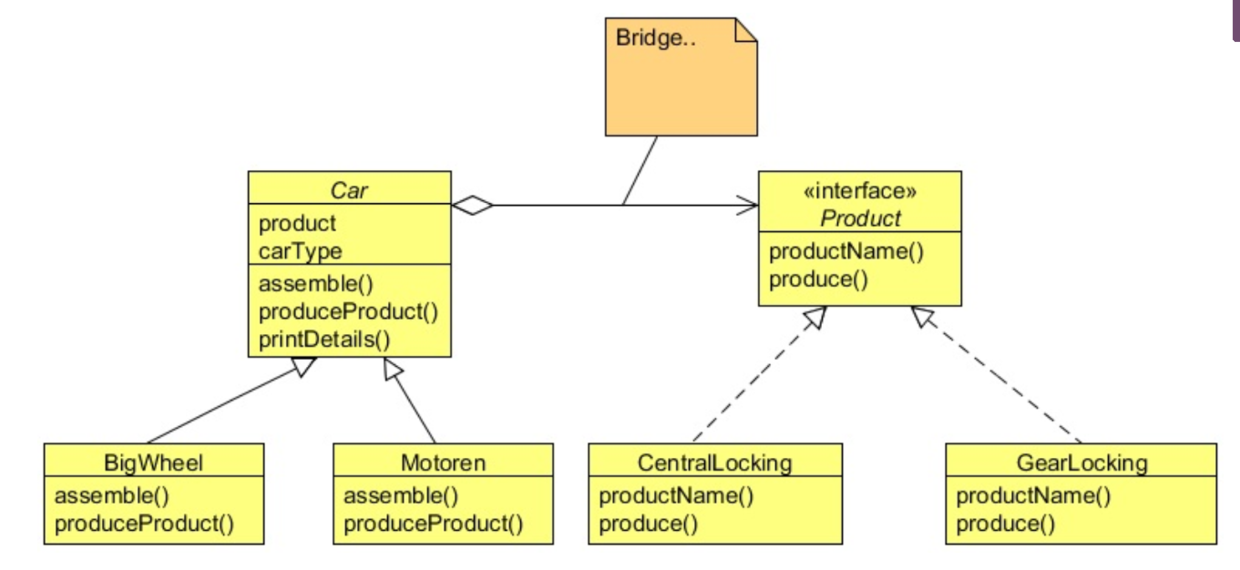 Bridge..
Car
product
carType
assemble()
produceProduct()
printDetails()
«interface»
Product
productName()
produce()
BigWheel
assemble()
produceProduct()
Motoren
assemble()
produceProduct()
CentralLocking
productName()
produce()
GearLocking
productName()
produce()